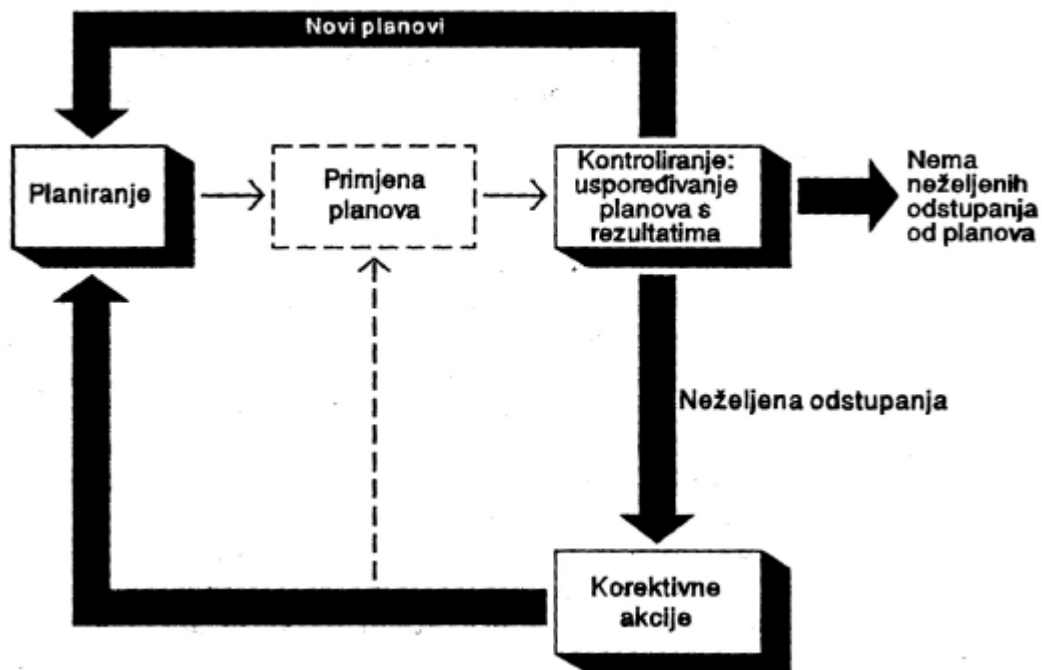 Novi planovi
Planiranje
Primjena
planova
Kontroliranje:
uspoređivanje
planova s
rezultatima
Nema
neželjenih
odstupanja
od planova
Neželjena odstupanja
Korektivne
akcije